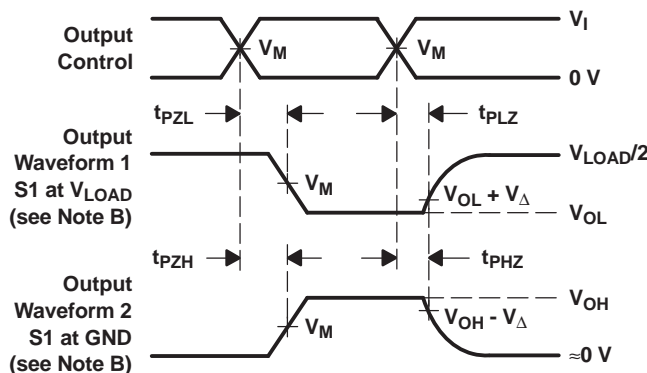 Output
Control
V_M
V_M
V_I
0 V
t_PZL
t_PLZ
Output
Waveform 1
S1 at V_LOAD
(see Note B)
V_M
V_LOAD/2
V_OL + V_Δ
V_OL
t_PZH
t_PHZ
Output
Waveform 2
S1 at GND
(see Note B)
V_M
V_OH
V_OH - V_Δ
≈0 V